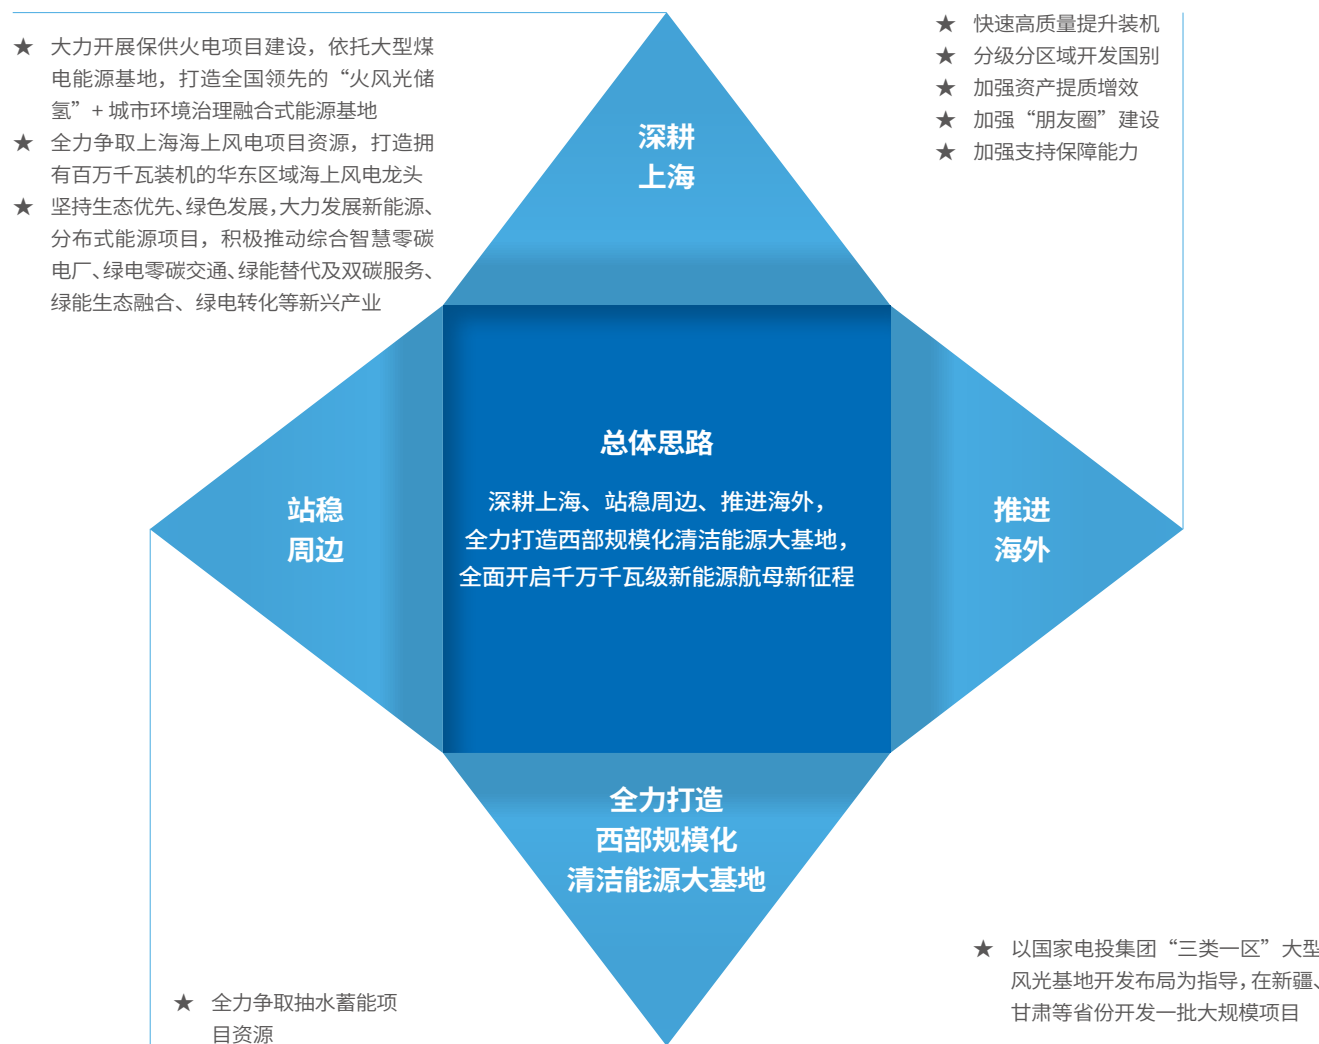 ★ 大力开展保供火电项目建设，依托大型煤
电能源基地，打造全国领先的“火风光储
氢”+ 城市环境治理融合式能源基地
★ 全力争取上海海上风电项目资源，打造拥
有百万千瓦装机的华东区域海上风电龙头
★ 坚持生态优先、绿色发展，大力发展新能源、
分布式能源项目，积极推动综合智慧零碳
电厂、绿电零碳交通、绿能替代及双碳服务、
绿能生态融合、绿电转化等新兴产业
★ 快速高质量提升装机
★ 分级分区域开发国别
★ 加强资产提质增效
★ 加强“朋友圈”建设
★ 加强支持保障能力
深耕
上海
总体思路
深耕上海、站稳周边、推进海外，
全力打造西部规模化清洁能源大基地，
全面开启千万千瓦级新能源航母新征程
站稳
周边
推进
海外
全力打造
西部规模化
清洁能源大基地
★ 全力争取抽水蓄能项
目资源
★ 以国家电投集团“三类一区”大型
风光基地开发布局为指导，在新疆、
甘肃等省份开发一批大规模项目